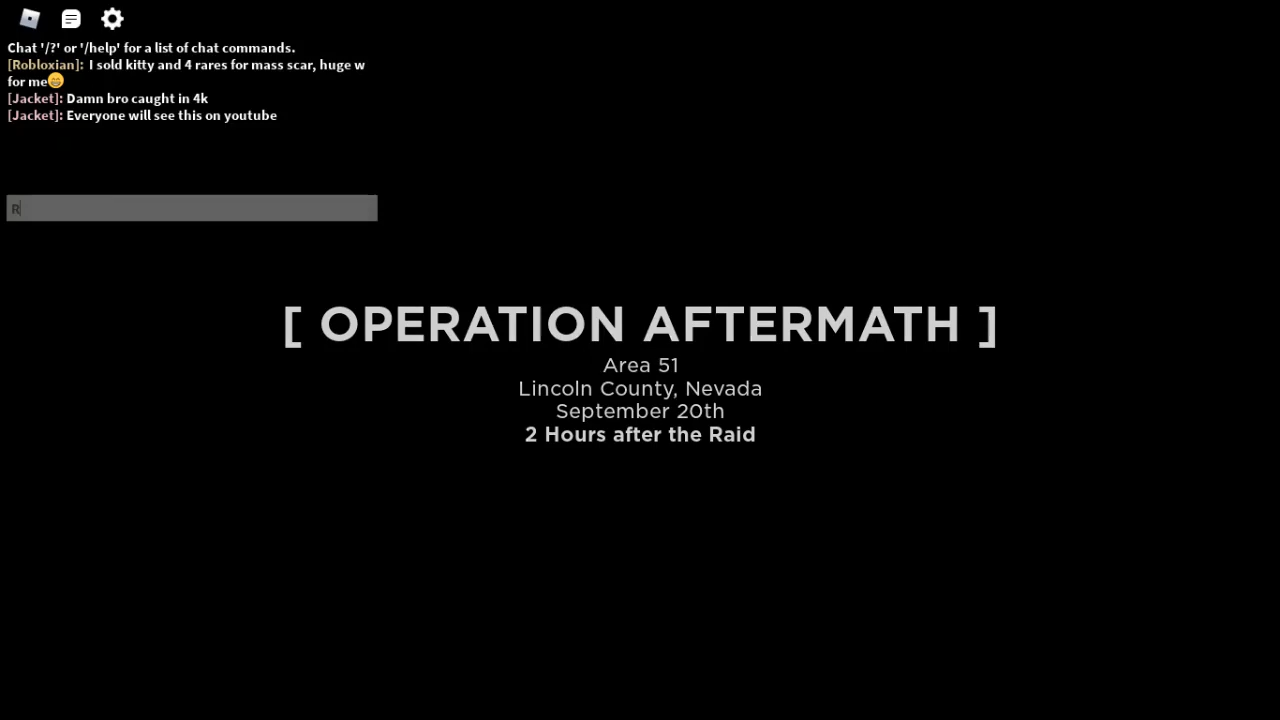 Chat '/?' or '/help' for a list of chat commands.
[Robloxian]: I sold kitty and 4 rares for mass scar, huge w
for me😁
[Jacket]: Damn bro caught in 4k
[Jacket]: Everyone will see this on youtube
R
[ OPERATION AFTERMATH ]
Area 51
Lincoln County, Nevada
September 20th
2 Hours after the Raid